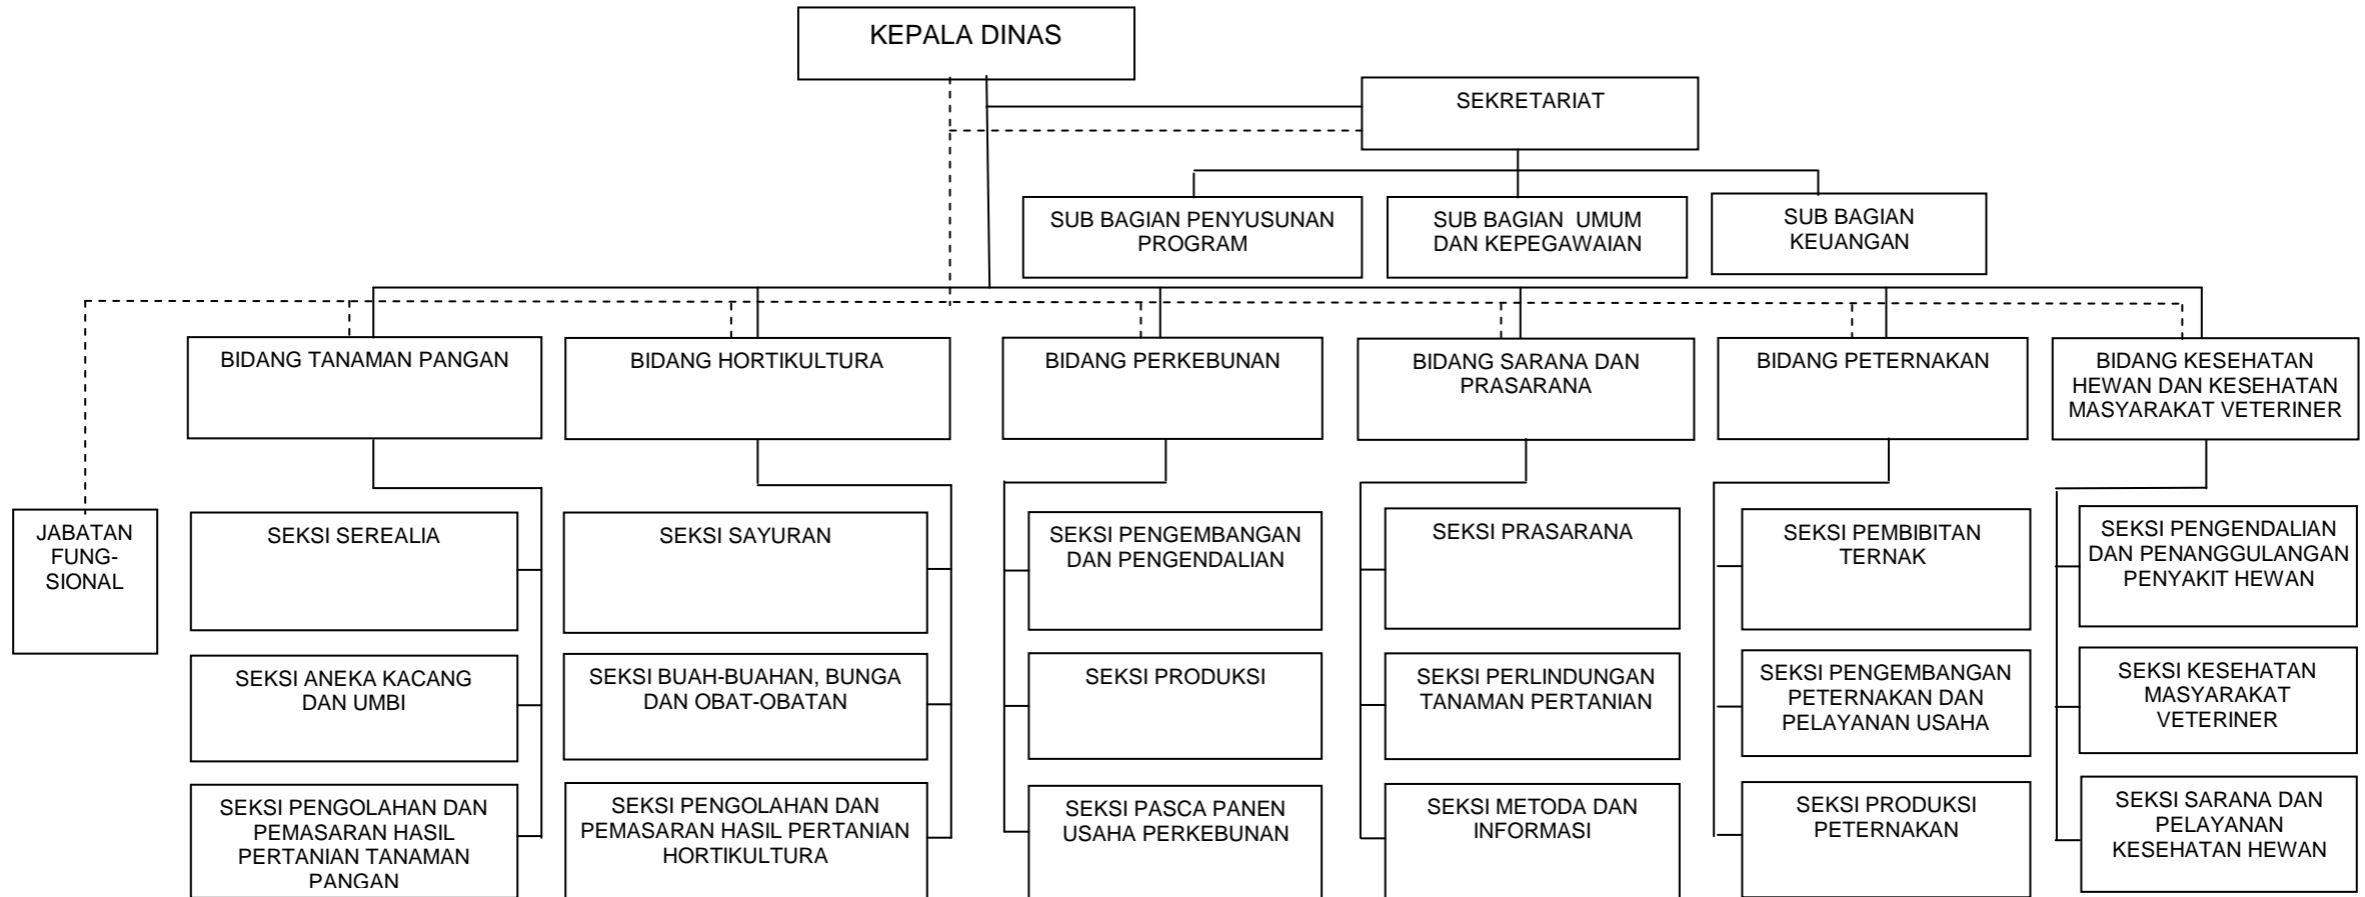 KEPALA DINAS
SEKRETARIAT
SUB BAGIAN PENYUSUNAN
PROGRAM
SUB BAGIAN  UMUM
DAN KEPEGAWAIAN
SUB BAGIAN
KEUANGAN
BIDANG TANAMAN PANGAN
BIDANG HORTIKULTURA
BIDANG PERKEBUNAN
BIDANG SARANA DAN
PRASARANA
BIDANG PETERNAKAN
BIDANG KESEHATAN
HEWAN DAN KESEHATAN
MASYARAKAT VETERINER
JABATAN
FUNG-
SIONAL
SEKSI SEREALIA
SEKSI SAYURAN
SEKSI PENGEMBANGAN
DAN PENGENDALIAN
SEKSI PRASARANA
SEKSI PEMBIBITAN
TERNAK
SEKSI PENGENDALIAN
DAN PENANGGULANGAN
PENYAKIT HEWAN
SEKSI ANEKA KACANG
DAN UMBI
SEKSI BUAH-BUAHAN, BUNGA
DAN OBAT-OBATAN
SEKSI PRODUKSI
SEKSI PERLINDUNGAN
TANAMAN PERTANIAN
SEKSI PENGEMBANGAN
PETERNAKAN DAN
PELAYANAN USAHA
SEKSI KESEHATAN
MASYARAKAT
VETERINER
SEKSI PENGOLAHAN DAN
PEMASARAN HASIL
PERTANIAN TANAMAN
PANGAN
SEKSI PENGOLAHAN DAN
PEMASARAN HASIL PERTANIAN
HORTIKULTURA
SEKSI PASCA PANEN
USAHA PERKEBUNAN
SEKSI METODA DAN
INFORMASI
SEKSI PRODUKSI
PETERNAKAN
SEKSI SARANA DAN
PELAYANAN
KESEHATAN HEWAN